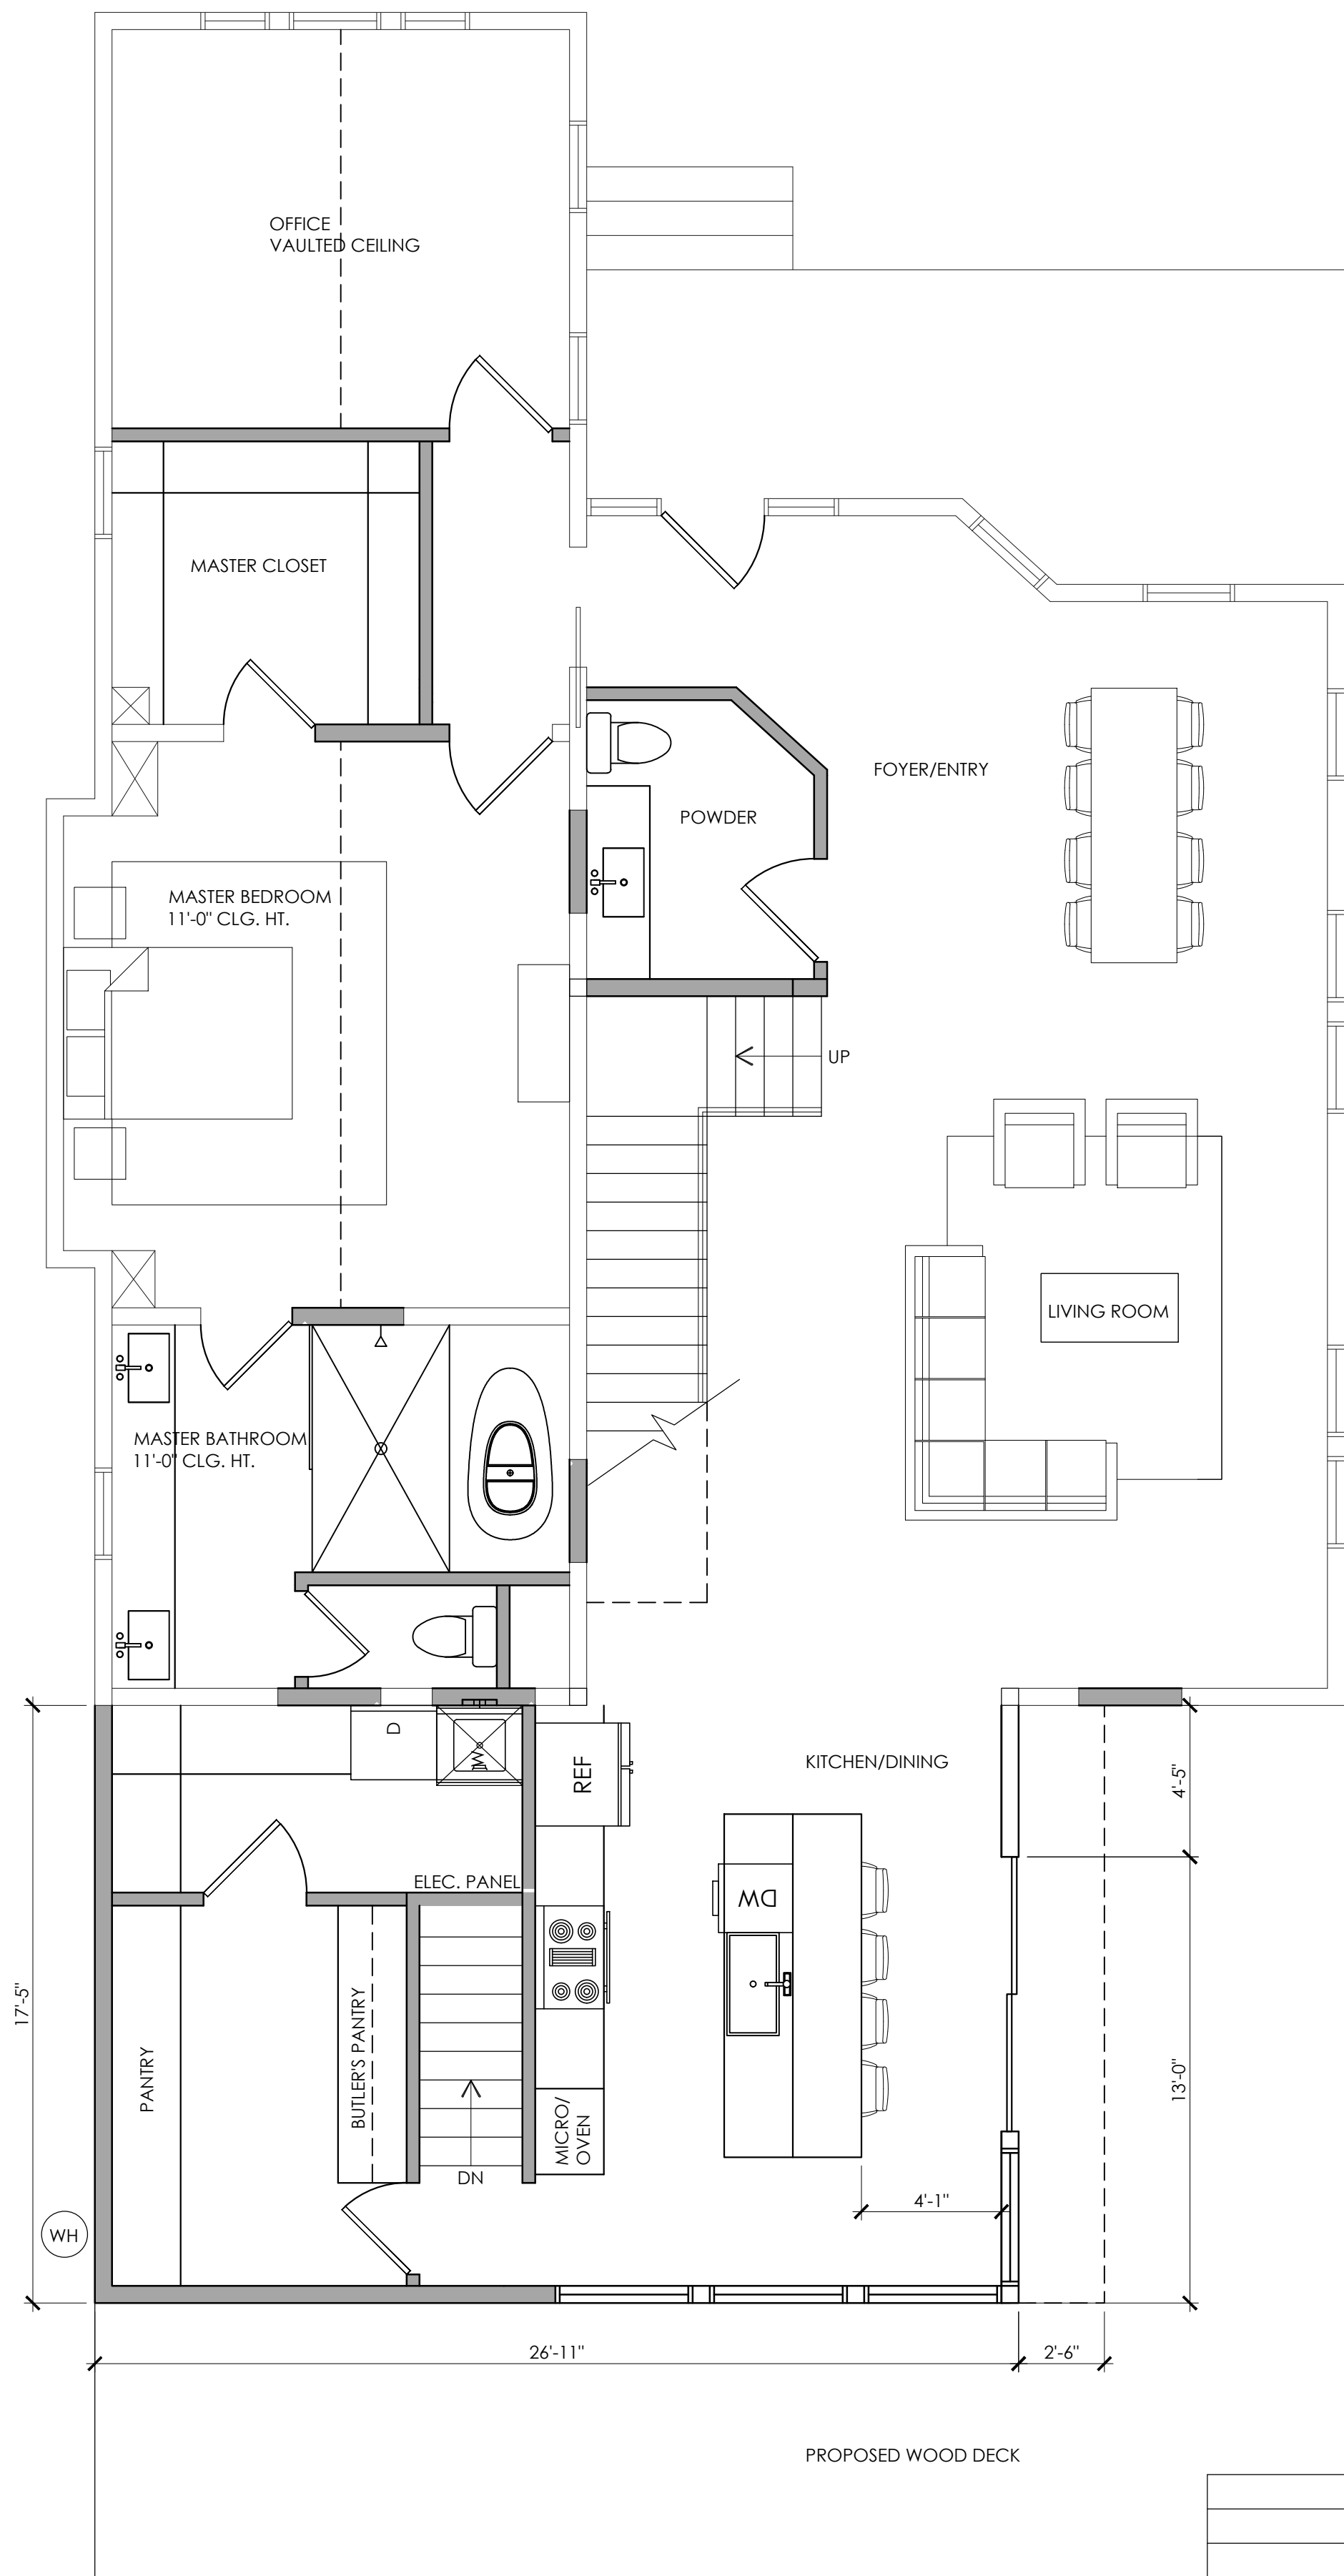 OFFICE
VAULTED CEILING
MASTER CLOSET
FOYER/ENTRY
POWDER
MASTER BEDROOM
11'-0" CLG. HT.
UP
LIVING ROOM
MASTER BATHROOM
11'-0" CLG. HT.
D
W
REF
KITCHEN/DINING
4'-5"
ELEC. PANEL
DW
17'-5"
PANTRY
BUTLER'S PANTRY
13'-0"
MICRO/
OVEN
DN
4'-1"
WH
26'-11"
2'-6"
PROPOSED WOOD DECK